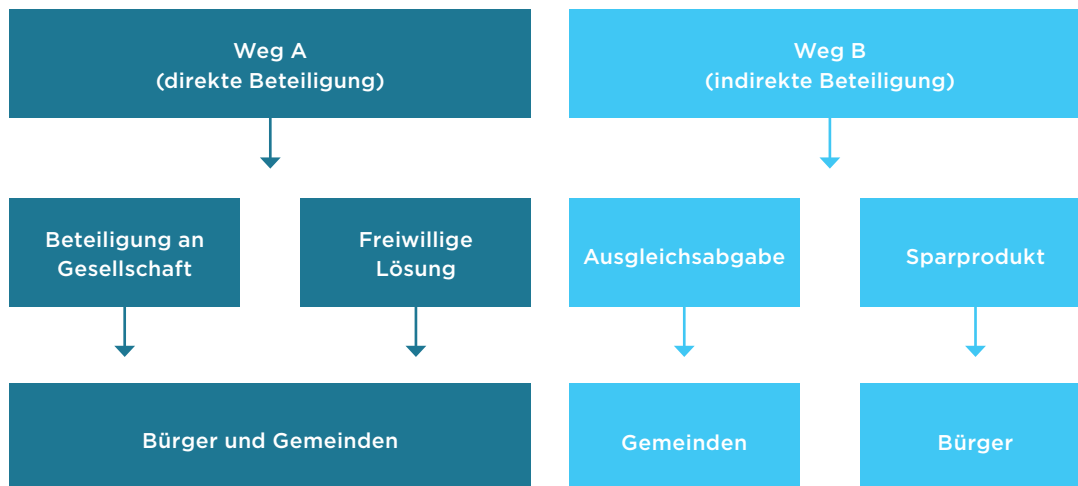 Weg A
(direkte Beteiligung)
Weg B
(indirekte Beteiligung)
Beteiligung an
Gesellschaft
Freiwillige
Lösung
Ausgleichsabgabe
Sparprodukt
Bürger und Gemeinden
Gemeinden
Bürger